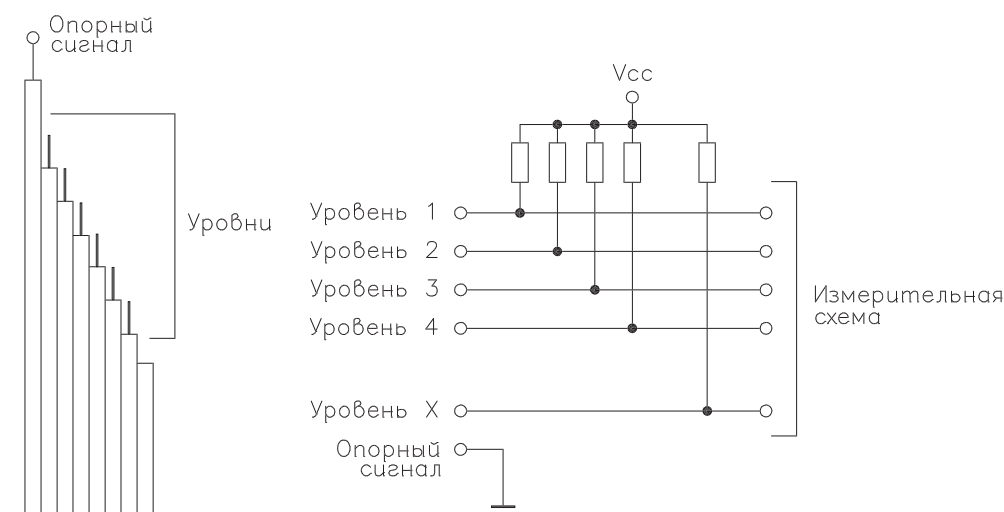 Опорный
сигнал
Уровни
Vcc
Уровень 1
Уровень 2
Уровень 3
Уровень 4
Уровень X
Опорный
сигнал
Измерительная
схема